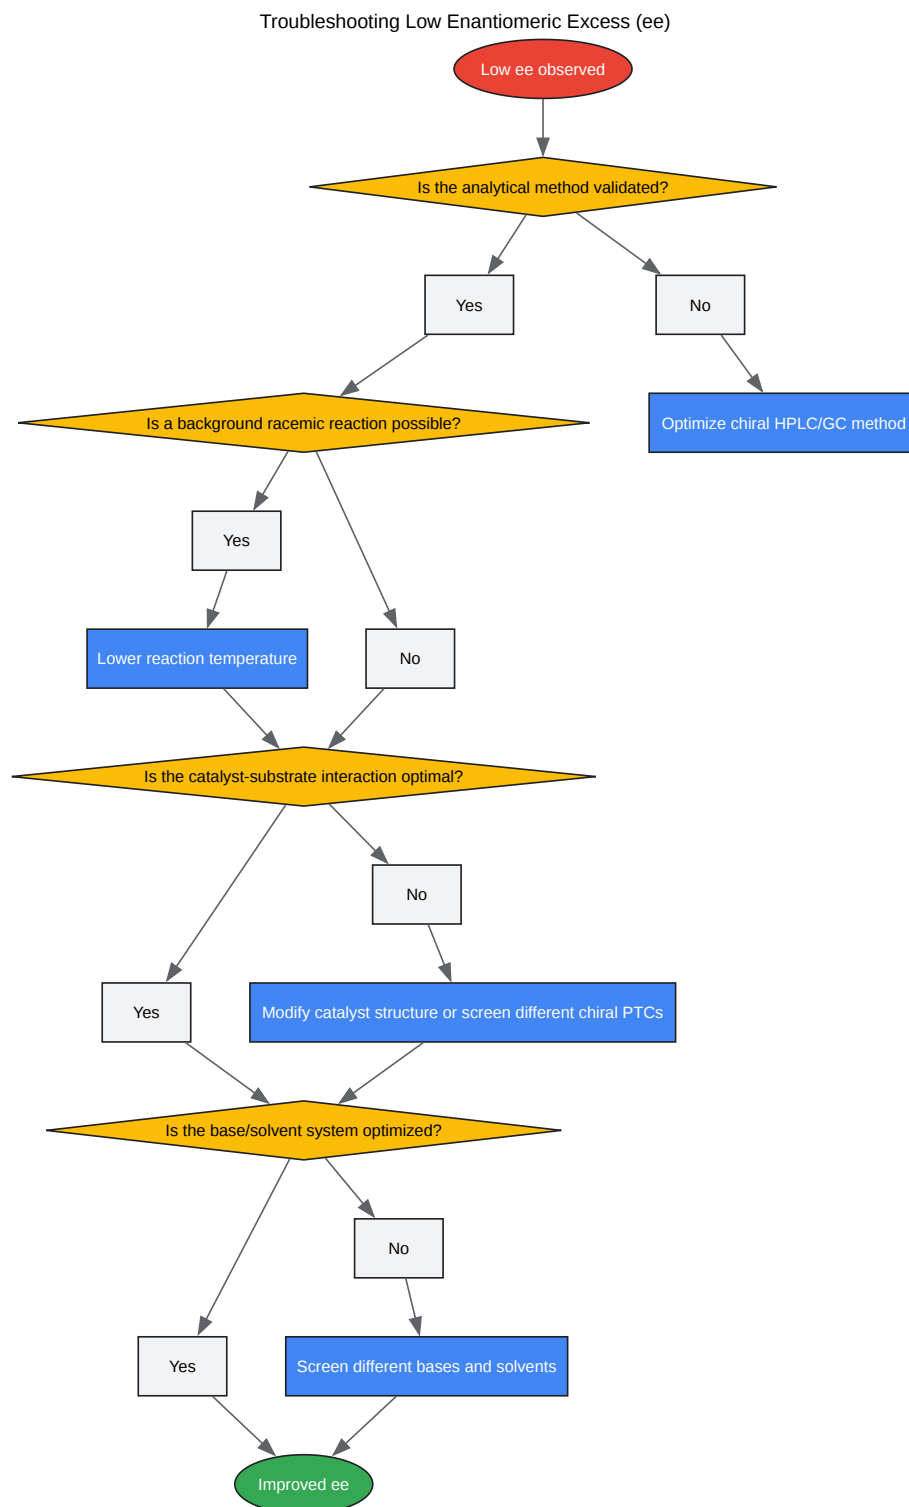 Troubleshooting Low Enantiomeric Excess (ee)
Low ee observed
Is the analytical method validated?
Yes
No
Is a background racemic reaction possible?
Optimize chiral HPLC/GC method
Yes
Lower reaction temperature
No
Is the catalyst-substrate interaction optimal?
No
Yes
Modify catalyst structure or screen different chiral PTCs
Is the base/solvent system optimized?
No
Yes
Screen different bases and solvents
Improved ee